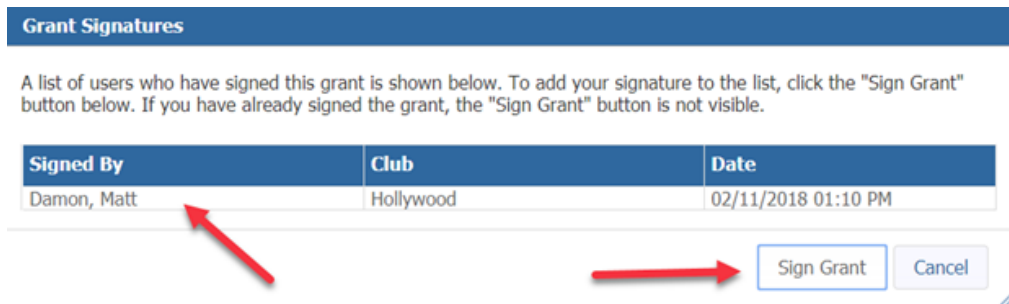 Grant Signatures
A list of users who have signed this grant is shown below. To add your signature to the list, click the "Sign Grant"
button below. If you have already signed the grant, the "Sign Grant" button is not visible.
Signed By Club Date
Damon, Matt Hollywood 02/11/2018 01:10 PM
Sign Grant Cancel